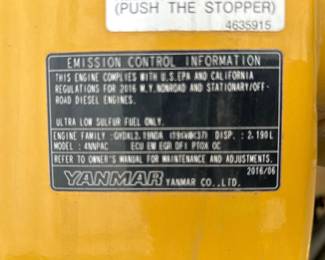 (PUSH THE STOPPER)
4635915
EMISSION CONTROL INFORMATION
THIS ENGINE COMPLIES WITH U.S.EPA AND CALIFORNIA
REGULATIONS FOR 2016 M.Y.NONROAD AND STATIONARY/OFF-
ROAD DIESEL ENGINES.
ULTRA LOW SULFUR FUEL ONLY.
ENGINE FAMILY : DISP. : 2.190L
MODEL: 4NNPAC ECU EM EGR DFI PTOX OC
REFER TO OWNER'S MANUAL FOR MAINTENANCE AND ADJUSTMENTS.
2016/06
YANMAR YANMAR CO.,LTD.